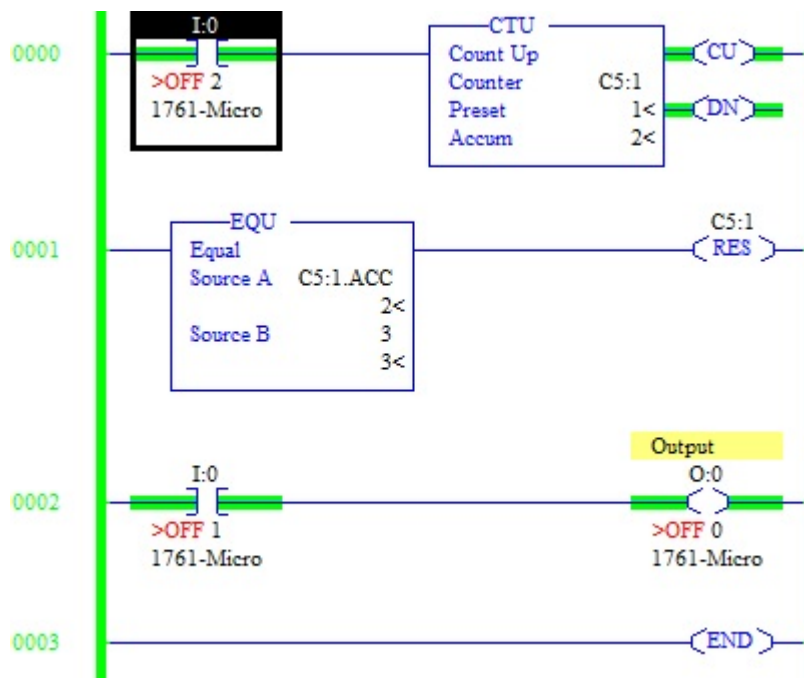 I:0
CTU
0000
Count Up
CU
>OFF 2
Counter C5:1
1761-Micro
Preset 1<
DN
Accum 2<
EQU
C5:1
0001
Equal
RES
Source A C5:1.ACC
2<
Source B 3
3<
Output
I:0
O:0
0002
>OFF 1
>OFF 0
1761-Micro
1761-Micro
0003
END